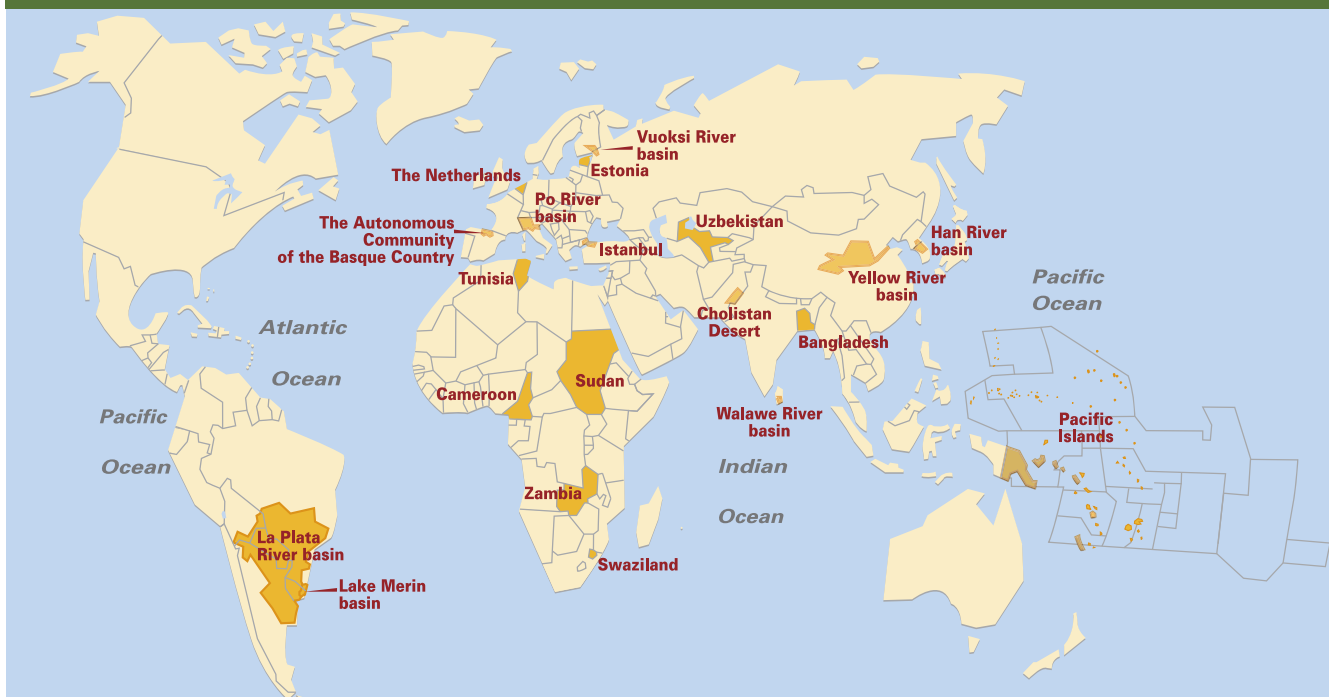 Vuoksi River
basin
The Netherlands
Estonia
Po River
basin
The Autonomous
Community
of the Basque Country
Uzbekistan
Han River
basin
Istanbul
Tunisia
Yellow River
basin
Pacific
Ocean
Cholistan
Desert
Atlantic
Ocean
Bangladesh
Sudan
Cameroon
Pacific
Ocean
Walawe River
basin
Pacific
Islands
Indian
Ocean
Zambia
La Plata
River basin
Swaziland
Lake Merin
basin